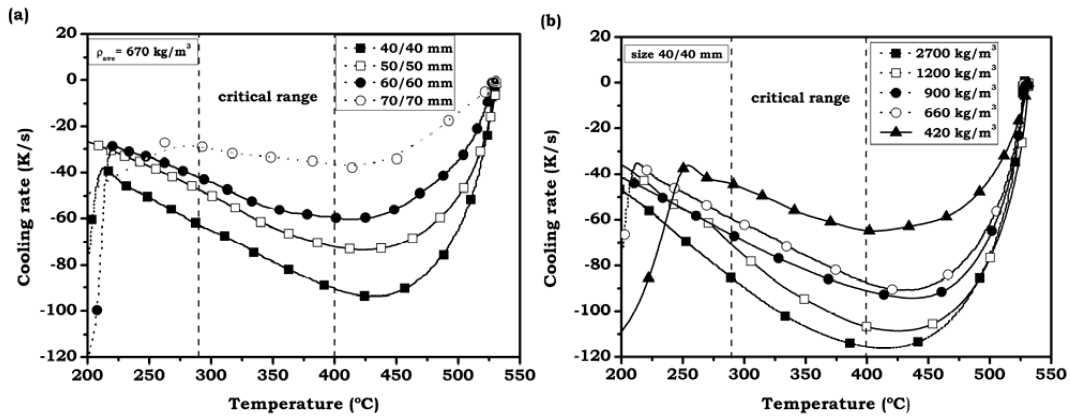 (a)
-20
0
-20
-40
-60
-80
-100
-120
200 250 300 350 400 450 500 550
Cooling rate (K/s)
Temperature (ºC)
ρave= 670 kg/m³
critical range
40/40 mm
50/50 mm
60/60 mm
70/70 mm
(b)
-20
0
-20
-40
-60
-80
-100
-120
200 250 300 350 400 450 500 550
Cooling rate (K/s)
Temperature (ºC)
size 40/40 mm
critical range
2700 kg/m³
1200 kg/m³
900 kg/m³
660 kg/m³
420 kg/m³